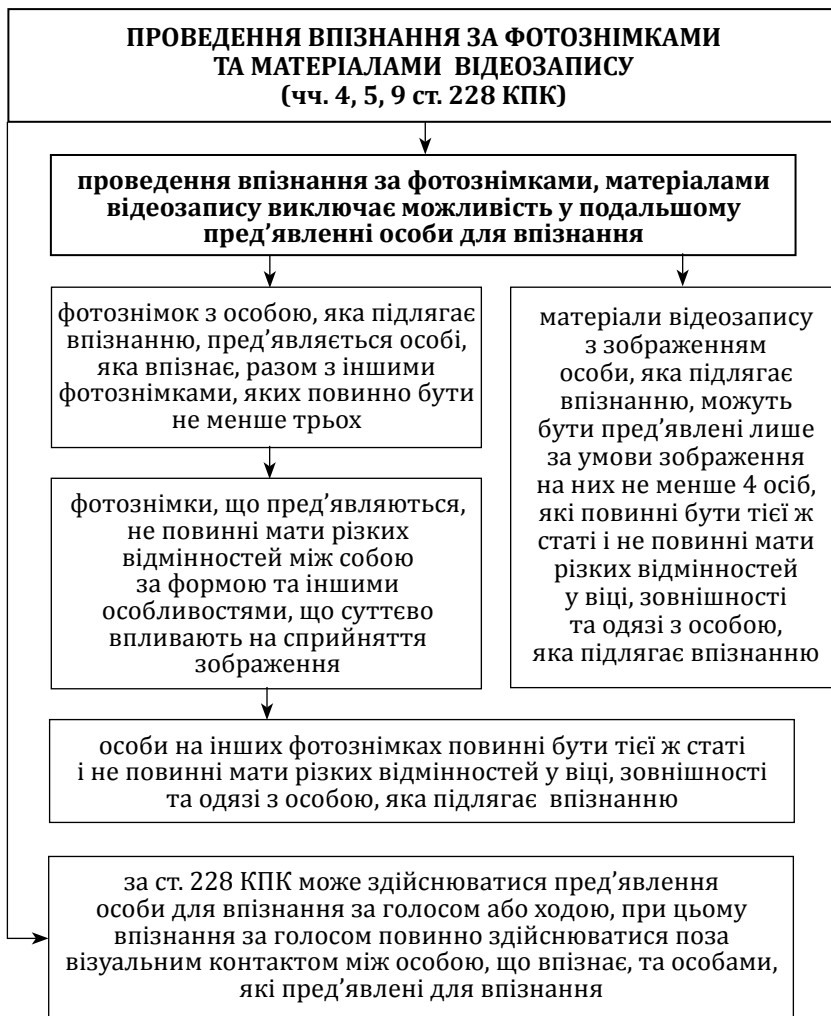 ПРОВЕДЕННЯ ВПІЗНАННЯ ЗА ФОТОЗНІМКАМИ
ТА МАТЕРІАЛАМИ ВІДЕОЗАПИСУ
(чч. 4, 5, 9 ст. 228 КПК)
проведення впізнання за фотознімками, матеріалами
відеозапису виключає можливість у подальшому
пред’явленні особи для впізнання
фотознімок з особою, яка підлягає
впізнанню, пред’являється особі,
яка впізнає, разом з іншими
фотознімками, яких повинно бути
не менше трьох
фотознімки, що пред’являються,
не повинні мати різких
відмінностей між собою
за формою та іншими
особливостями, що суттєво
впливають на сприйняття
зображення
матеріали відеозапису
з зображенням
особи, яка підлягає
впізнанню, можуть
бути пред’явлені лише
за умови зображення
на них не менше 4 осіб,
які повинні бути тієї ж
статі і не повинні мати
різких відмінностей
у віці, зовнішності
та одязі з особою,
яка підлягає впізнанню
особи на інших фотознімках повинні бути тієї ж статі
і не повинні мати різких відмінностей у віці, зовнішності
та одязі з особою, яка підлягає впізнанню
за ст. 228 КПК може здійснюватися пред’явлення
особи для впізнання за голосом або ходою, при цьому
впізнання за голосом повинно здійснюватися поза
візуальним контактом між особою, що впізнає, та особами,
які пред’явлені для впізнання